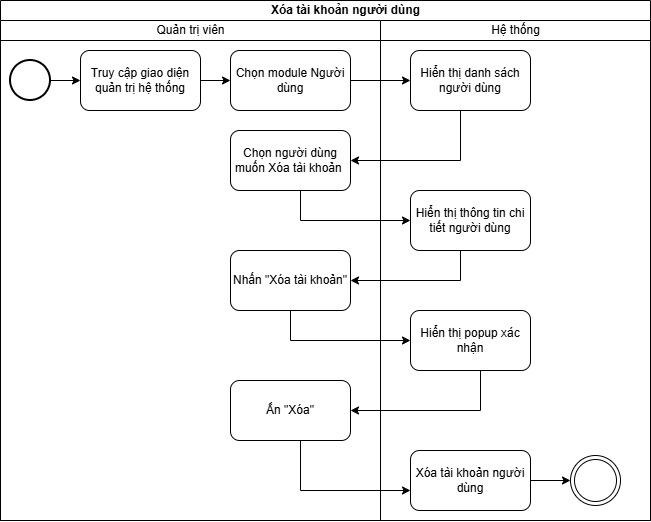 Xóa tài khoản người dùng
Quản trị viên
Hệ thống
Truy cập giao diện
quản trị hệ thống
Chọn module Người
dùng
Hiển thị danh sách
người dùng
Chọn người dùng
muốn Xóa tài khoản
Hiển thị thông tin chi
tiết người dùng
Nhấn "Xóa tài khoản"
Hiển thị popup xác
nhận
Ấn "Xóa"
Xóa tài khoản người
dùng